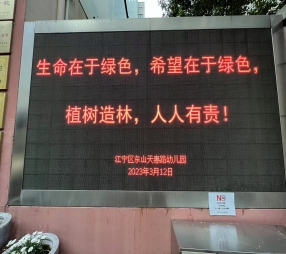 生命在于绿色，希望在于绿色，
植树造林，人人有责！
江宁区东山天惠路幼儿园
2023年3月12日
N9